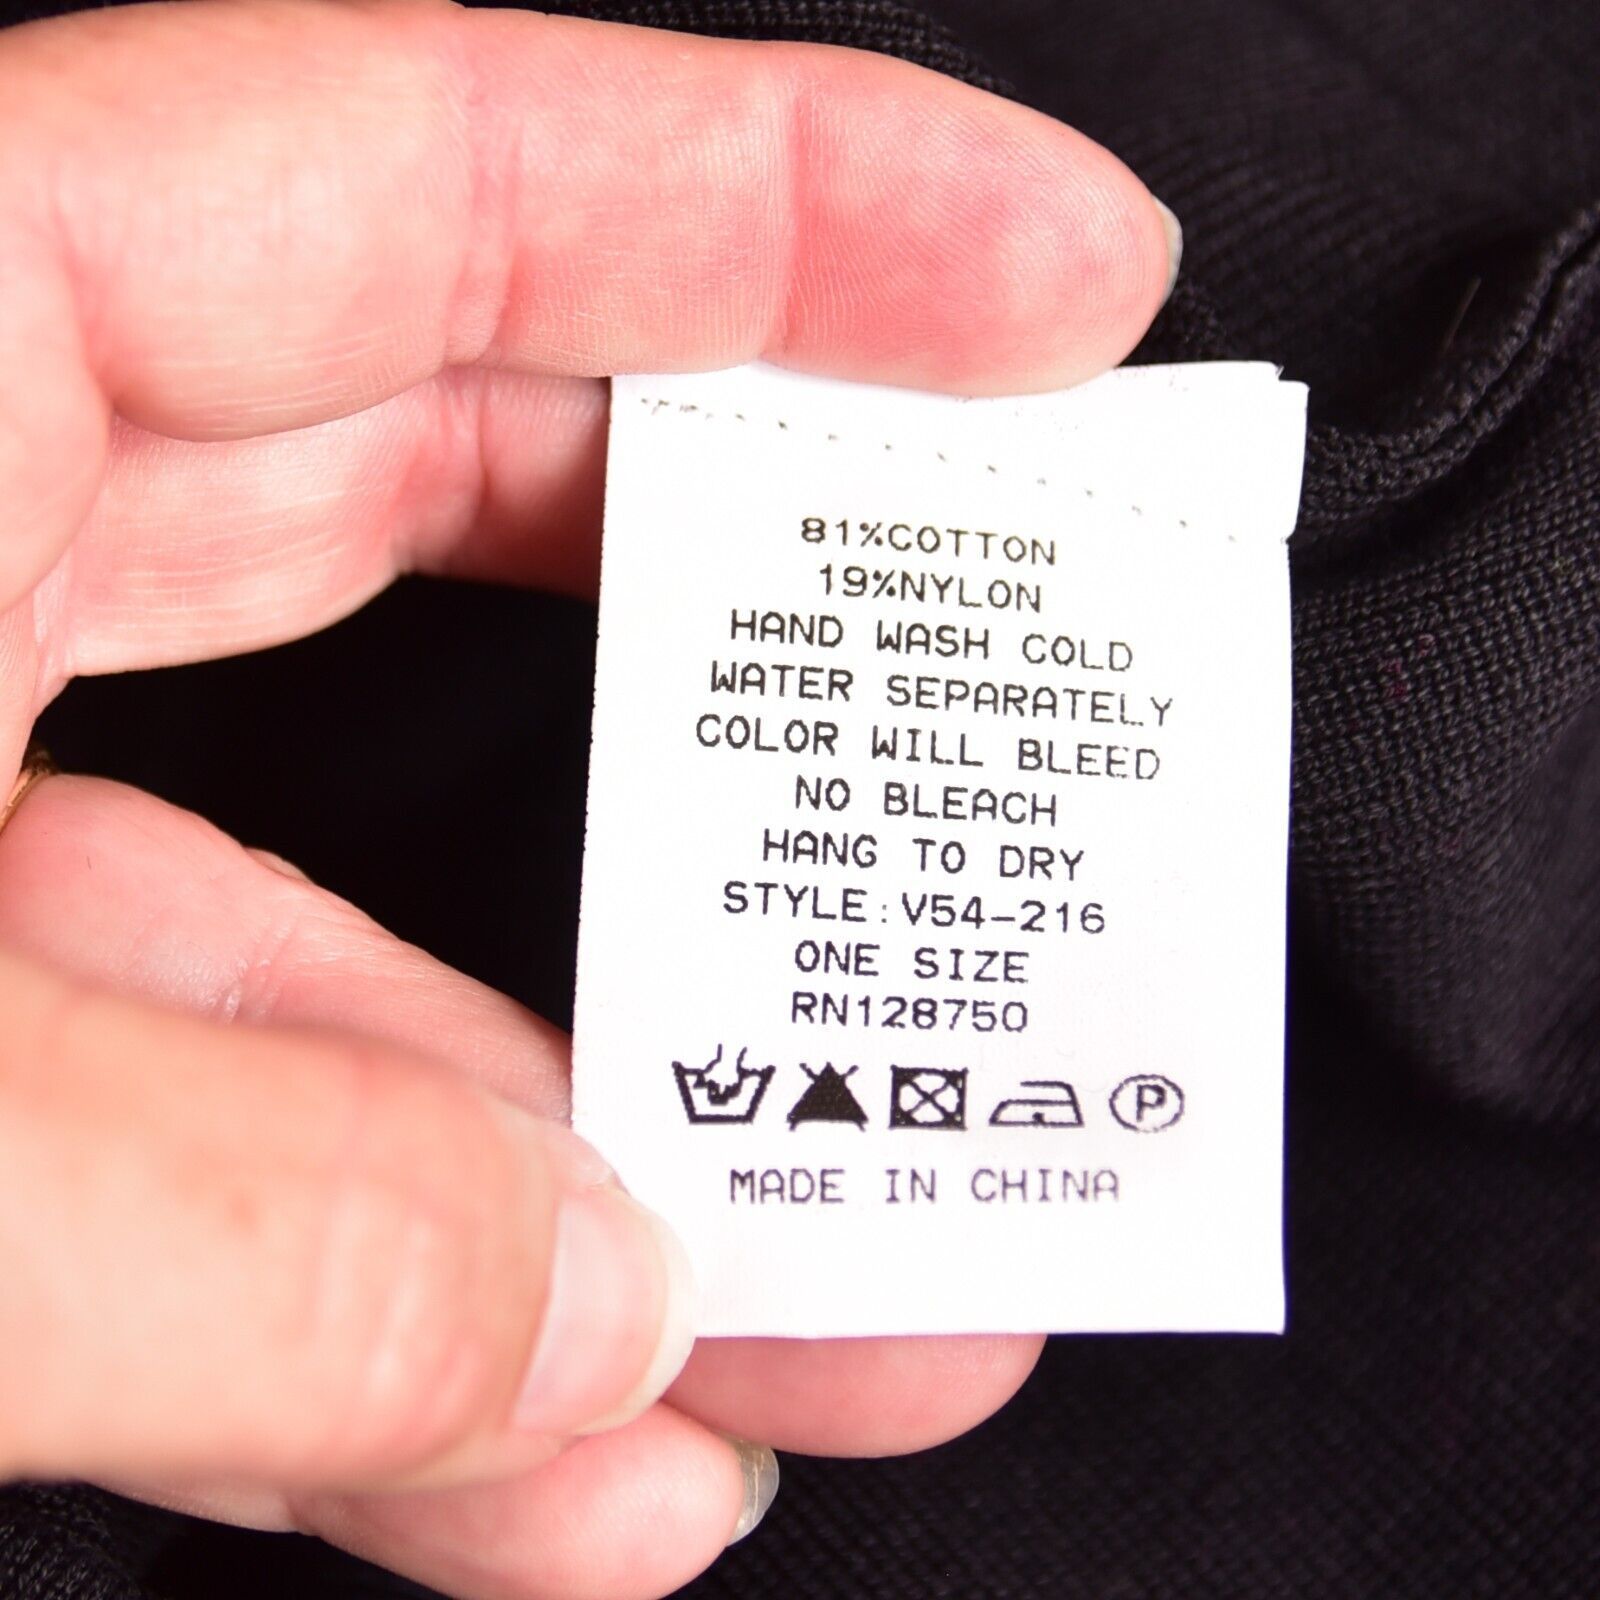 81%COTTON
19%NYLON
HAND WASH COLD
WATER SEPARATELY
COLOR WILL BLEED
NO BLEACH
HANG TO DRY
STYLE:V54-216
ONE SIZE
RN128750
P
MADE IN CHINA